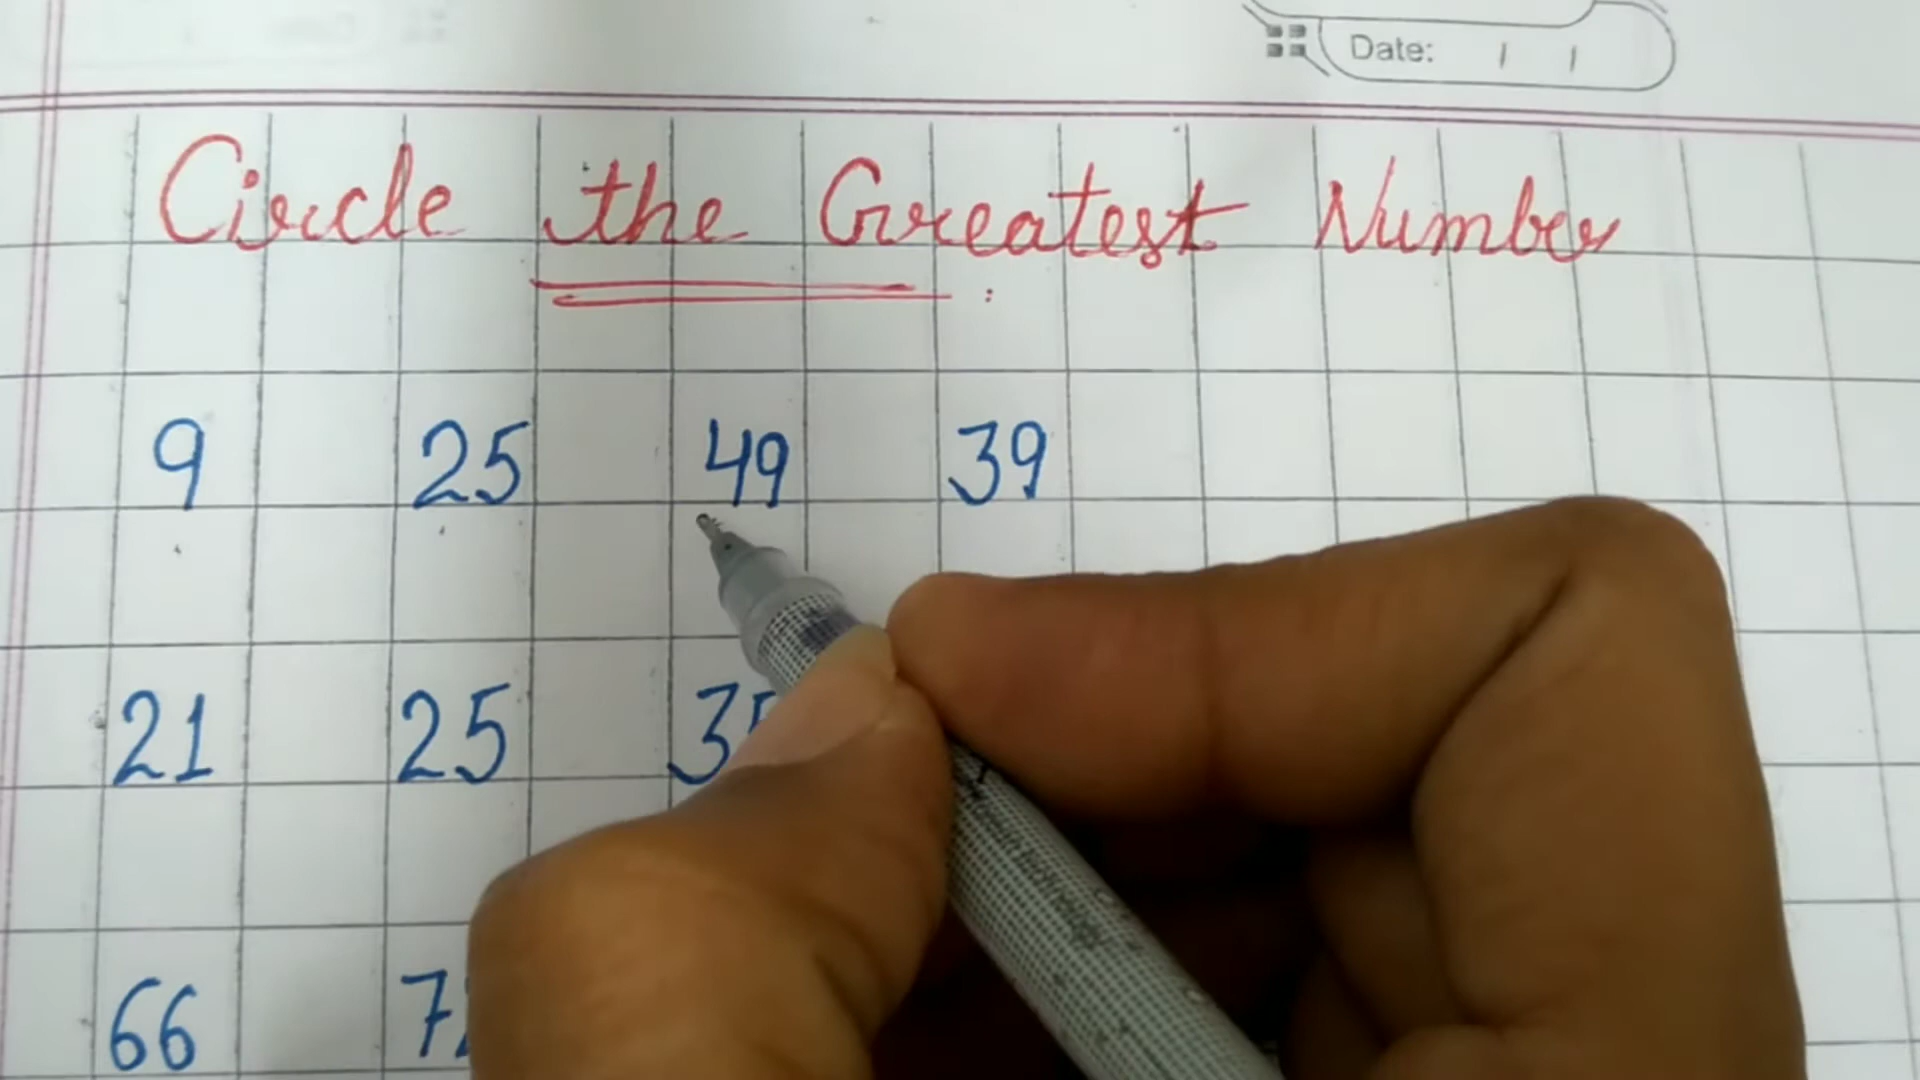 Date: / /
Circle the Greatest Number
9 25 49 39
21 25
66